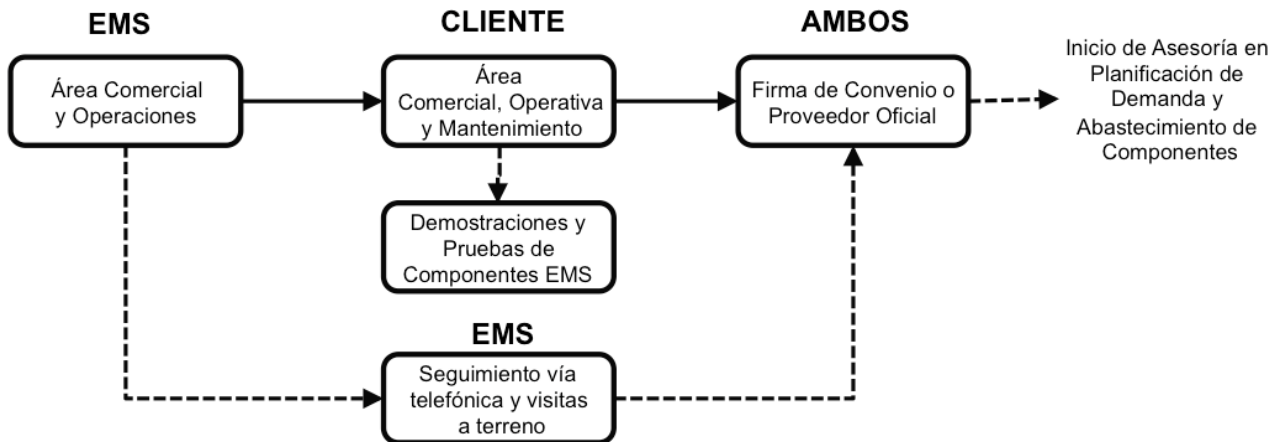 EMS
Área Comercial
y Operaciones
CLIENTE
Área
Comercial, Operativa
y Mantenimiento
AMBOS
Firma de Convenio o
Proveedor Oficial
Inicio de Asesoría en
Planificación de
Demanda y
Abastecimiento de
Componentes
Demostraciones y
Pruebas de
Componentes EMS
EMS
Seguimiento vía
telefónica y visitas
a terreno